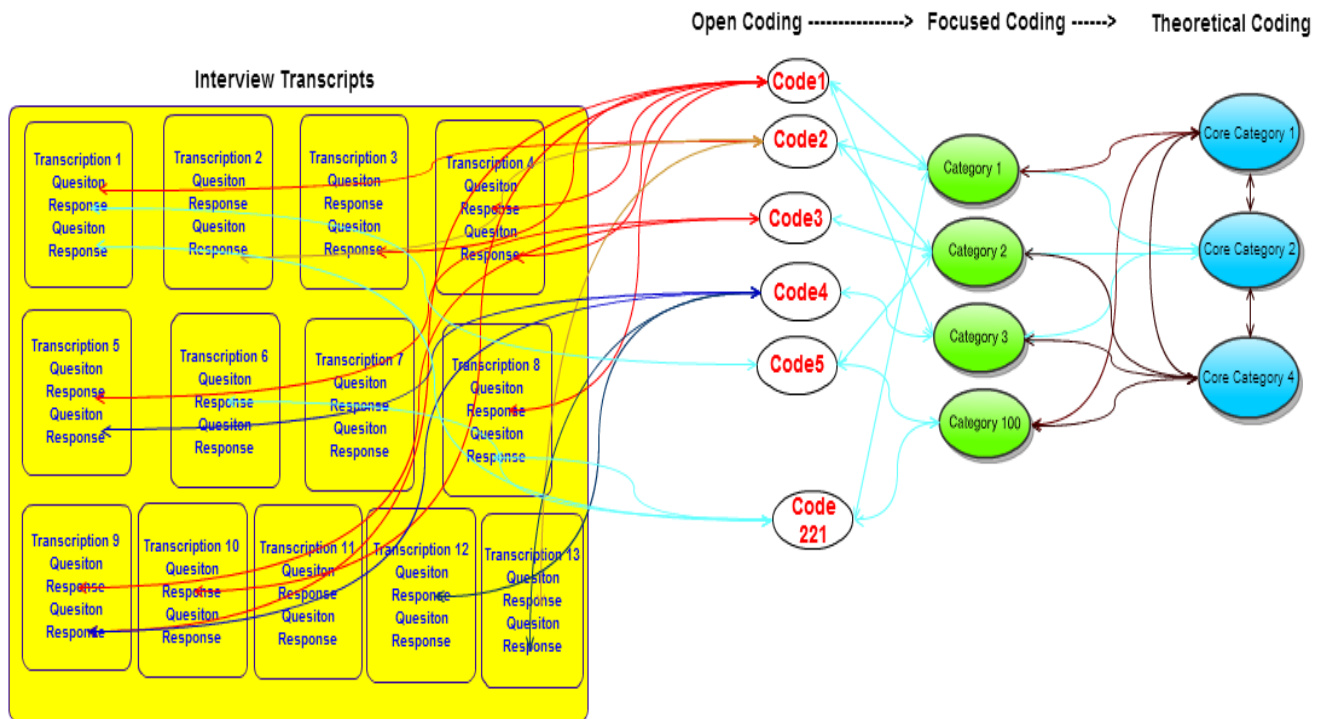 Open Coding ----------------> Focused Coding ------> Theoretical Coding
Interview Transcripts
Transcription 1
Quesiton
Response
Quesiton
Response
Transcription 2
Quesiton
Response
Quesiton
Response
Transcription 3
Quesiton
Response
Quesiton
Response
Transcription 4
Quesiton
Response
Quesiton
Response
Transcription 5
Quesiton
Response
Quesiton
Response
Transcription 6
Quesiton
Response
Quesiton
Response
Transcription 7
Quesiton
Response
Quesiton
Response
Transcription 8
Quesiton
Response
Quesiton
Response
Transcription 9
Quesiton
Response
Quesiton
Response
Transcription 10
Quesiton
Response
Quesiton
Response
Transcription 11
Quesiton
Response
Quesiton
Response
Transcription 12
Quesiton
Response
Quesiton
Response
Transcription 13
Quesiton
Response
Quesiton
Response
Code1
Code2
Code3
Code4
Code5
Code
221
Category 1
Category 2
Category 3
Category 100
Core Category 1
Core Category 2
Core Category 4